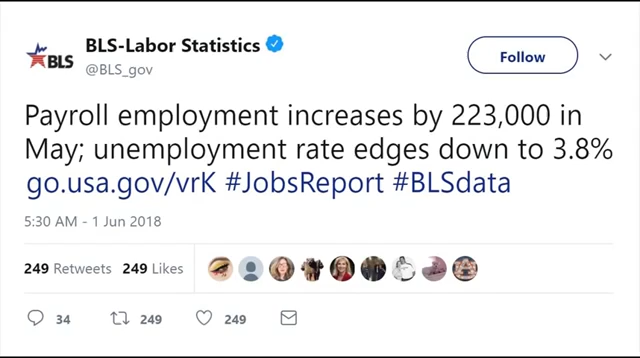 BLS
BLS-Labor Statistics
@BLS_gov
Follow
Payroll employment increases by 223,000 in
May; unemployment rate edges down to 3.8%
go.usa.gov/vrK #JobsReport #BLSdata
5:30 AM - 1 Jun 2018
249 Retweets 249 Likes
34 249 249